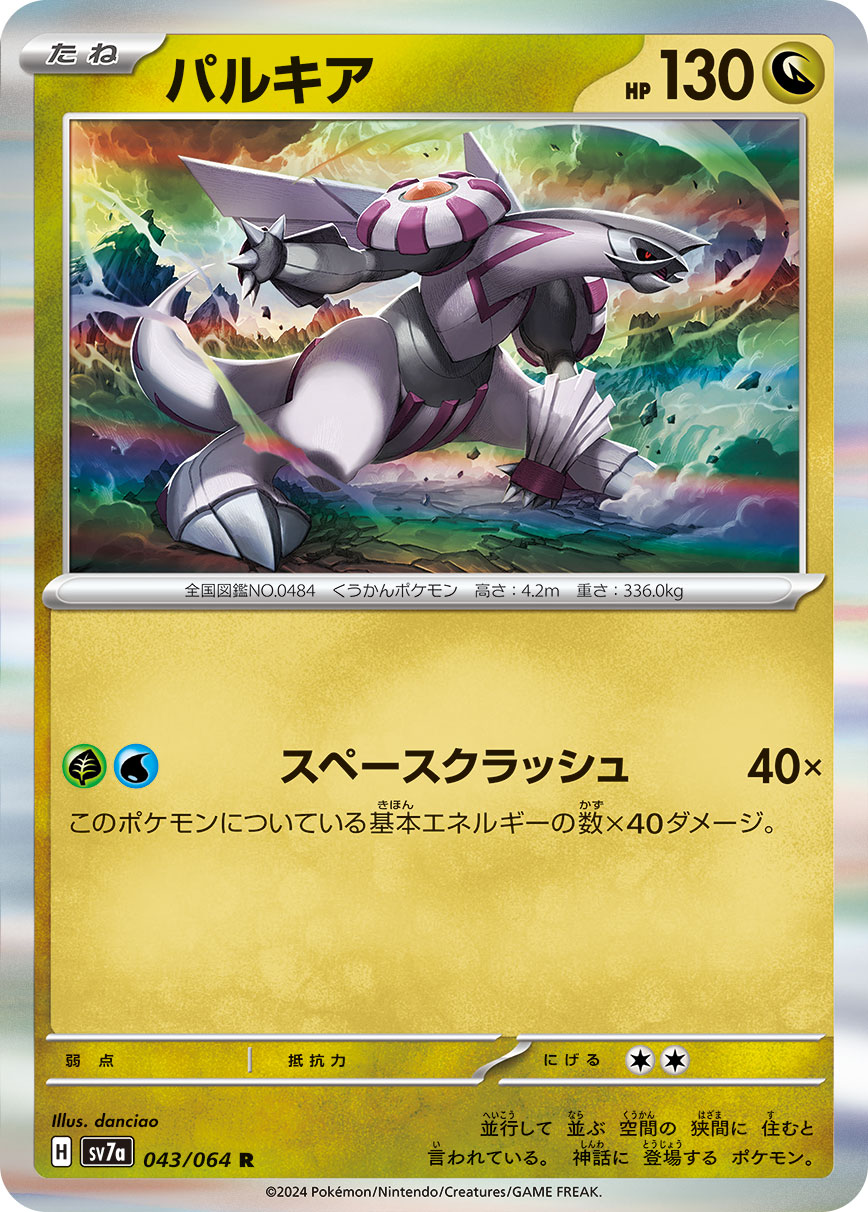 たね パルキア HP 130
全国図鑑NO.0484 くうかんポケモン 高さ：4.2m 重さ：336.0kg
スペースクラッシュ 40×
このポケモンについている基本エネルギーの数×40ダメージ。
弱点 抵抗力 にげる
Illus. danciao
並行して 並ぶ 空間の 狭間に 住むと
言われている。 神話に 登場する ポケモン。
H sv7a 043/064 R
©2024 Pokémon/Nintendo/Creatures/GAME FREAK.